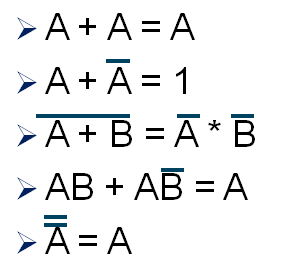 ➢ A + A = A
➢ A + A̅ = 1
➢ A̅ ̅+̅ ̅B̅ = A̅ * B̅
➢ AB + AB̅ = A
➢ A̿ = A